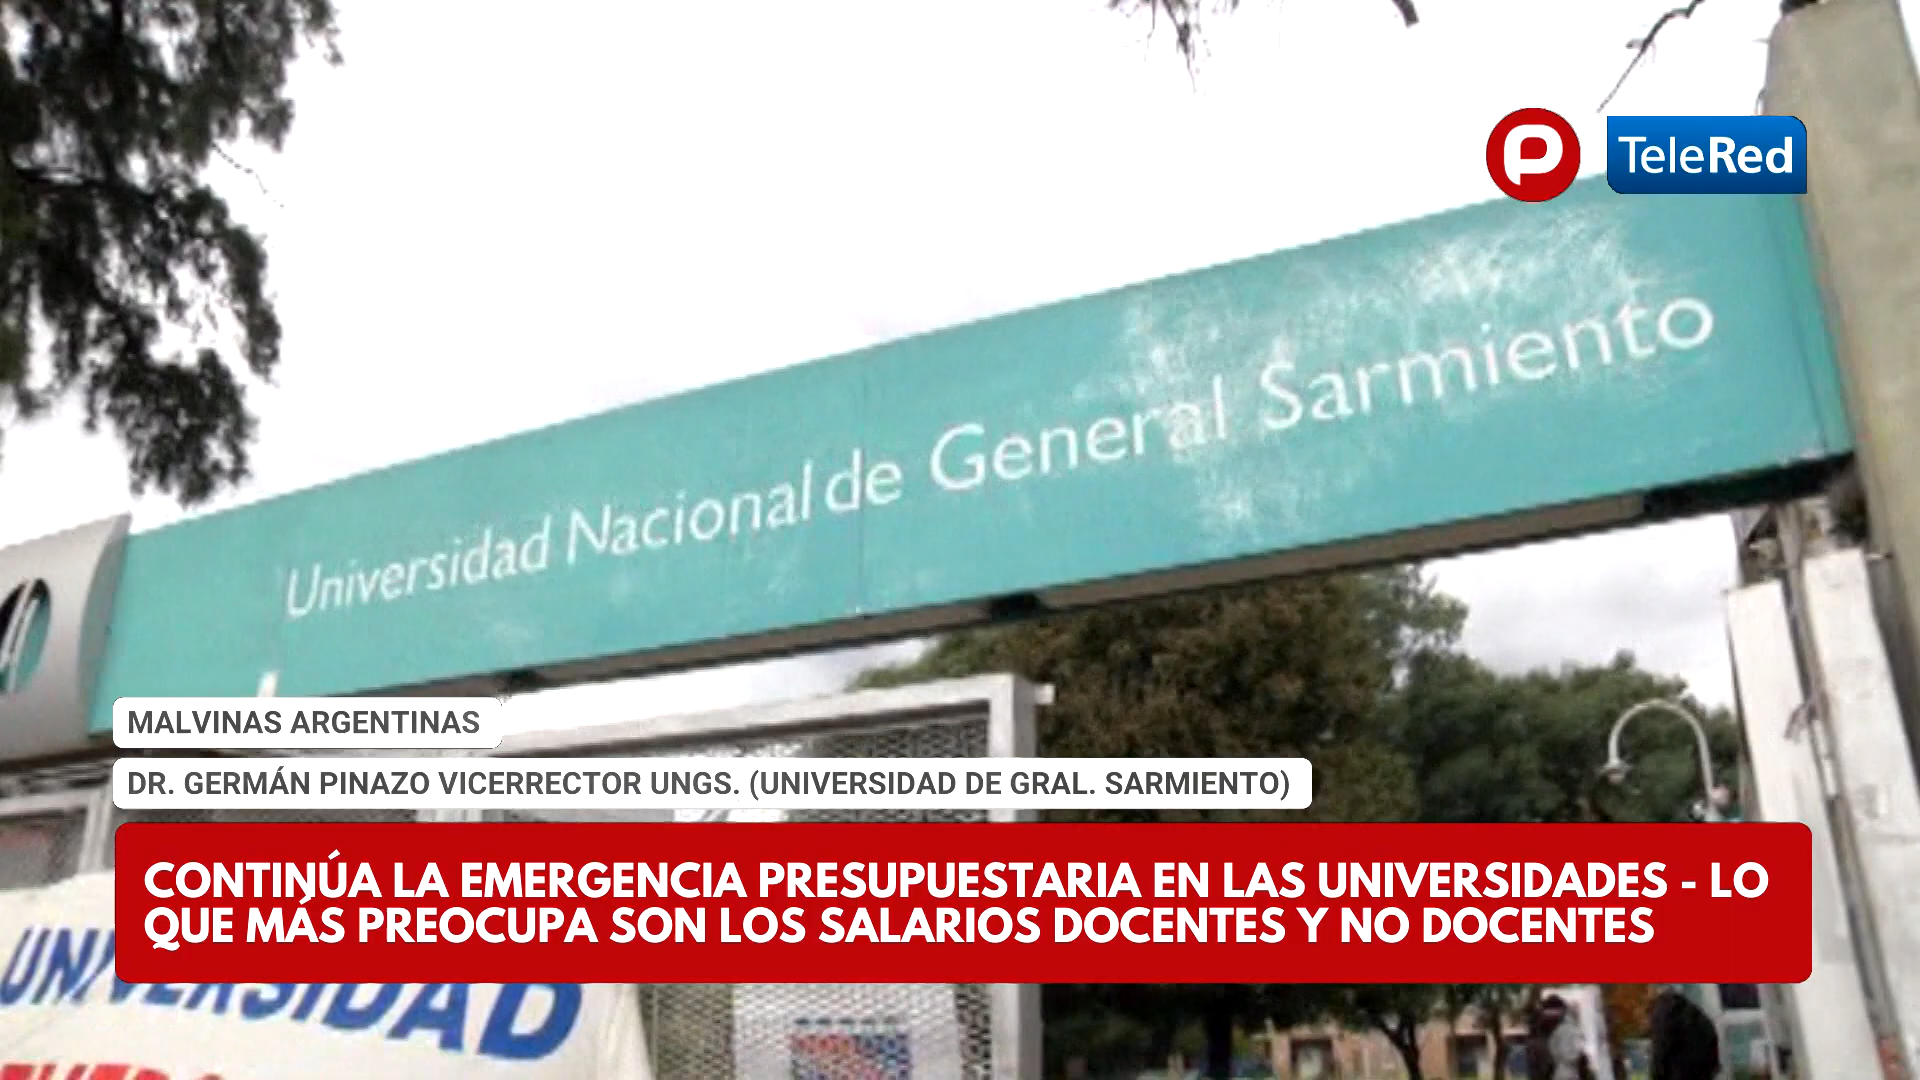 P
TeleRed
Universidad Nacional de General Sarmiento
MALVINAS ARGENTINAS
DR. GERMÁN PINAZO VICERRECTOR UNGS. (UNIVERSIDAD DE GRAL. SARMIENTO)
CONTINÚA LA EMERGENCIA PRESUPUESTARIA EN LAS UNIVERSIDADES - LO
QUE MÁS PREOCUPA SON LOS SALARIOS DOCENTES Y NO DOCENTES
UNIVERSIDAD